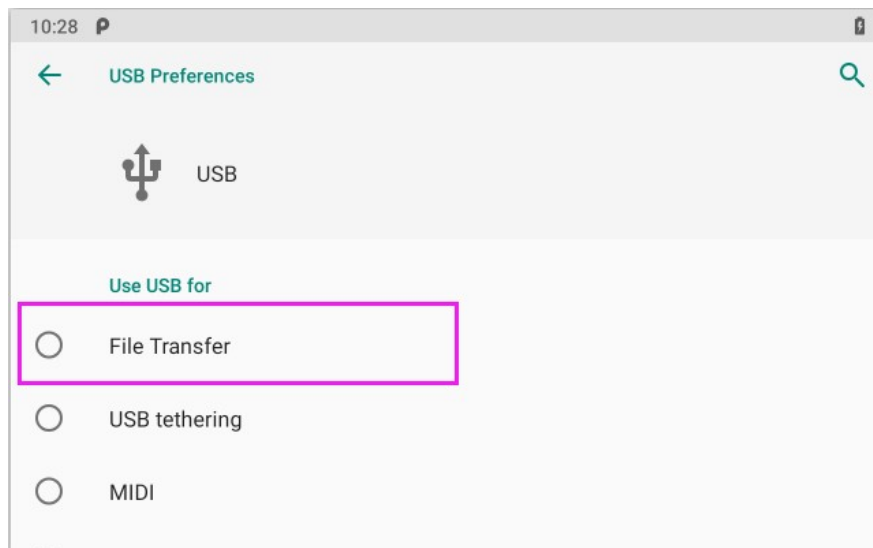 10:28
USB Preferences
USB
Use USB for
File Transfer
USB tethering
MIDI